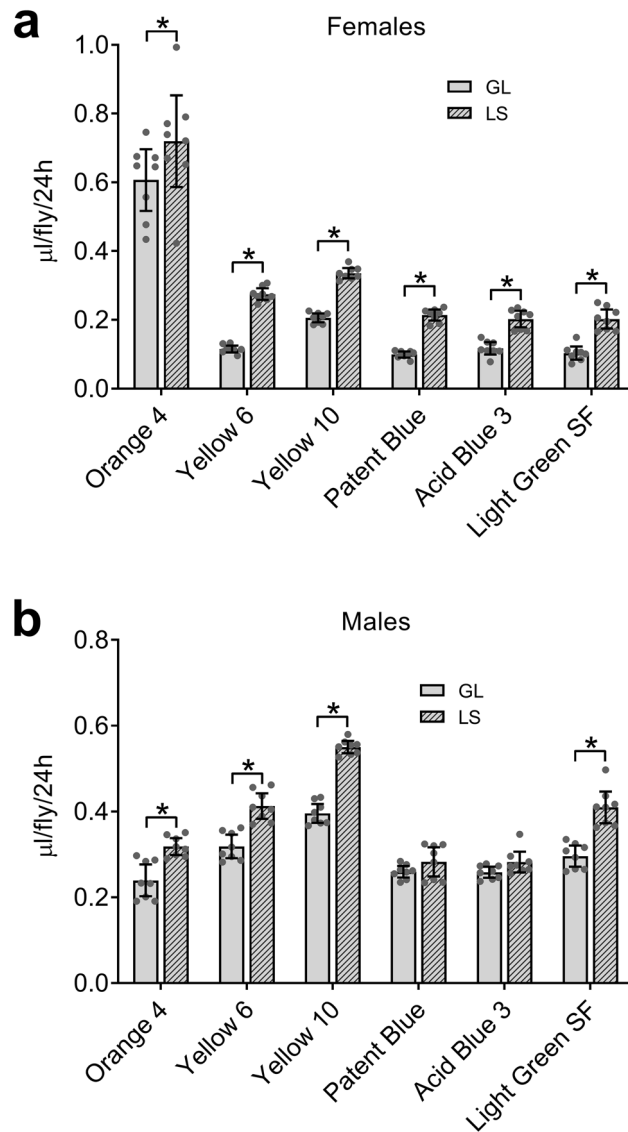 a
Females
*
1.0
GL
LS
0.8
0.6
μl/fly/24h
0.4
*
*
*
*
*
0.2
0.0
Orange 4
Yellow 6
Yellow 10
Patent Blue
Acid Blue 3
Light Green SF
b
Males
0.8
GL
LS
0.6
*
*
*
*
0.4
μl/fly/24h
0.2
0.0
Orange 4
Yellow 6
Yellow 10
Patent Blue
Acid Blue 3
Light Green SF